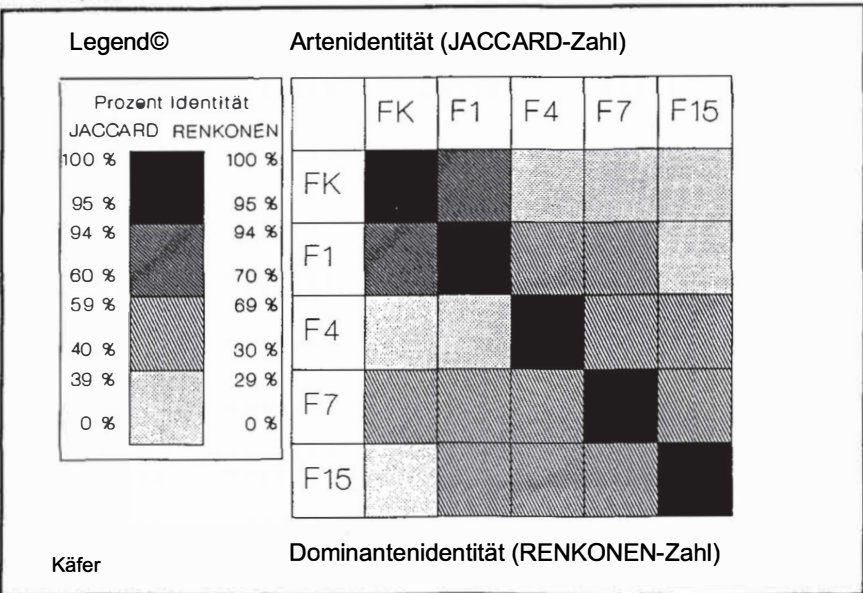 Legend©
Artenidentität (JACCARD-Zahl)
Prozent Identität
JACCARD RENKONEN
100 % 100 %
95 % 95 %
94 % 94 %
60 % 70 %
59 % 69 %
40 % 30 %
39 % 29 %
0 % 0 %
FK F1 F4 F7 F15
FK
F1
F4
F7
F15
Käfer
Dominantenidentität (RENKONEN-Zahl)